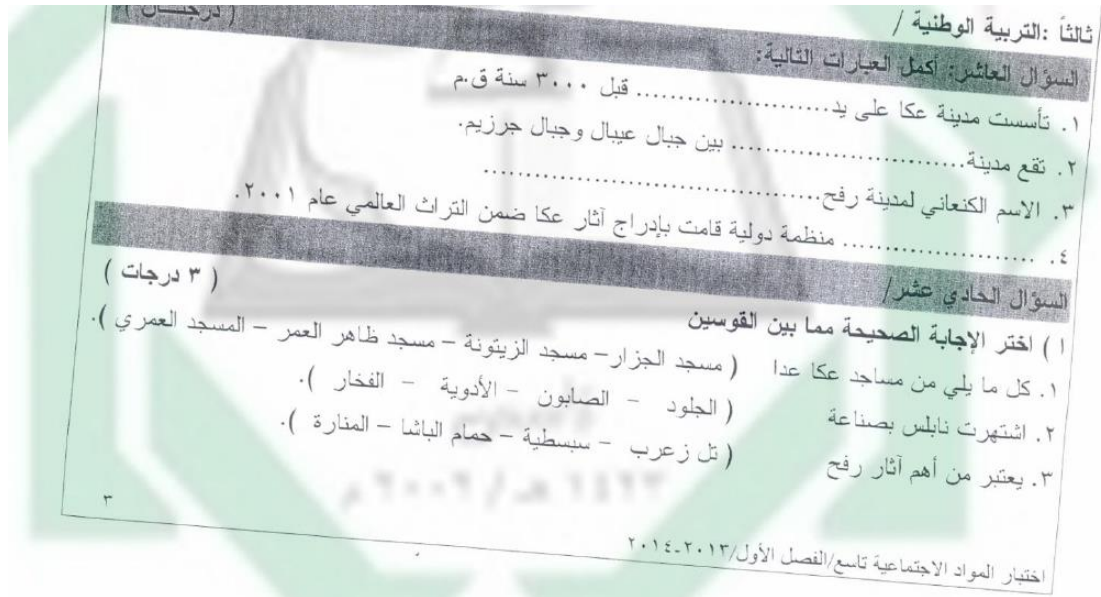 ثالثاً :التربية الوطنية /
( درجتــان ).
السؤال العاشر: أكمل العبارات التالية:
١. تأسست مدينة عكا على يد....................... قبل ٣٠٠٠ سنة ق.م
٢. تقع مدينة........................... بين جبال عيبال وجبال جرزيم.
٣. الاسم الكنعاني لمدينة رفح.......................................
٤. ..................... منظمة دولية قامت بإدراج آثار عكا ضمن التراث العالمي عام ٢٠٠١.
السؤال الحادي عشر/
( ٣ درجات )
ا ) اختر الإجابة الصحيحة مما بين القوسين
١. كل ما يلي من مساجد عكا عدا ( مسجد الجزار– مسجد الزيتونة – مسجد ظاهر العمر – المسجد العمري ).
٢. اشتهرت نابلس بصناعة ( الجلود - الصابون - الأدوية - الفخار ).
٣. يعتبر من أهم آثار رفح ( تل زعرب – سبسطية – حمام الباشا – المنارة ).
٣
اختبار المواد الاجتماعية تاسع/الفصل الأول/٢٠١٣-٢٠١٤
١٤٢٣ هـ / ٢٠٠٢ م